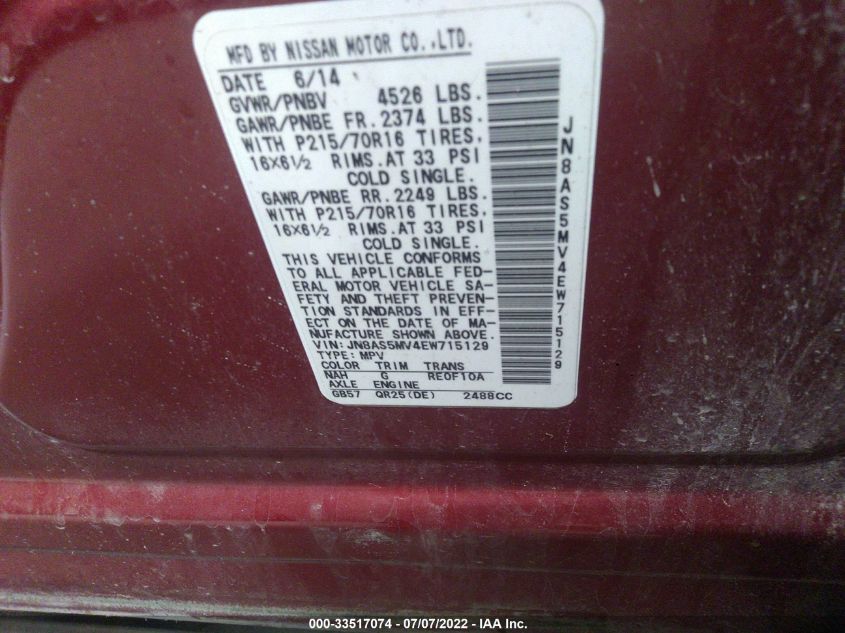 MFD BY NISSAN MOTOR CO.,LTD.
DATE 6/14
GVWR/PNBV 4526 LBS.
GAWR/PNBE FR. 2374 LBS.
WITH P215/70R16 TIRES,
16X6½ RIMS.AT 33 PSI
COLD SINGLE.
GAWR/PNBE RR. 2249 LBS.
WITH P215/70R16 TIRES,
16X6½ RIMS.AT 33 PSI
COLD SINGLE.
THIS VEHICLE CONFORMS
TO ALL APPLICABLE FED-
ERAL MOTOR VEHICLE SA-
FETY AND THEFT PREVEN-
TION STANDARDS IN EFF-
ECT ON THE DATE OF MA-
NUFACTURE SHOWN ABOVE.
VIN: JN8AS5MV4EW715129
TYPE: MPV
COLOR TRIM TRANS
NAH G RE0F10A
AXLE ENGINE
GB57 QR25(DE) 2488CC
JN8AS5MV4EW715129
000-33517074 - 07/07/2022 - IAA Inc.